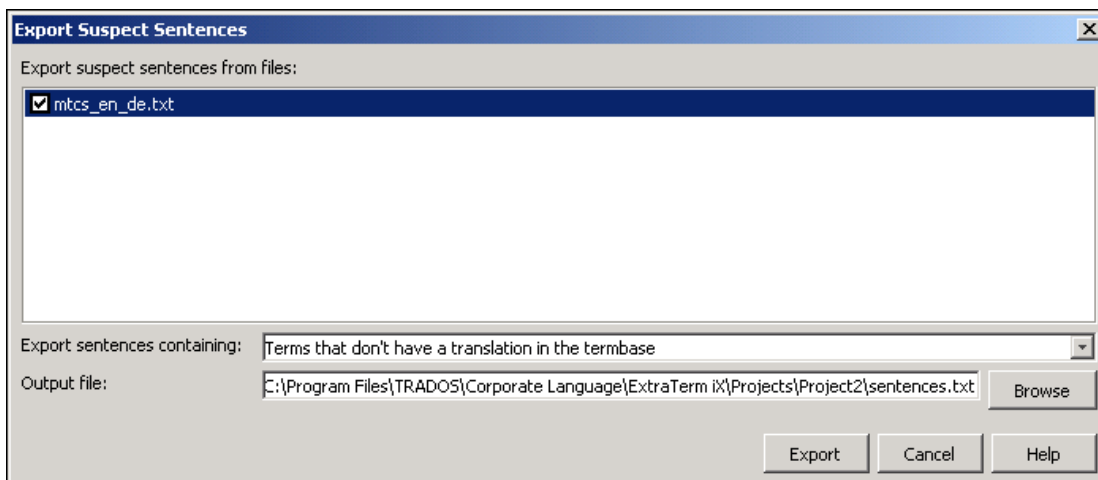 Export Suspect Sentences
Export suspect sentences from files:
mtcs_en_de.txt
Export sentences containing: Terms that don't have a translation in the termbase
Output file: C:\Program Files\TRADOS\Corporate Language\ExtraTerm iX\Projects\Project2\sentences.txt Browse
Export Cancel Help